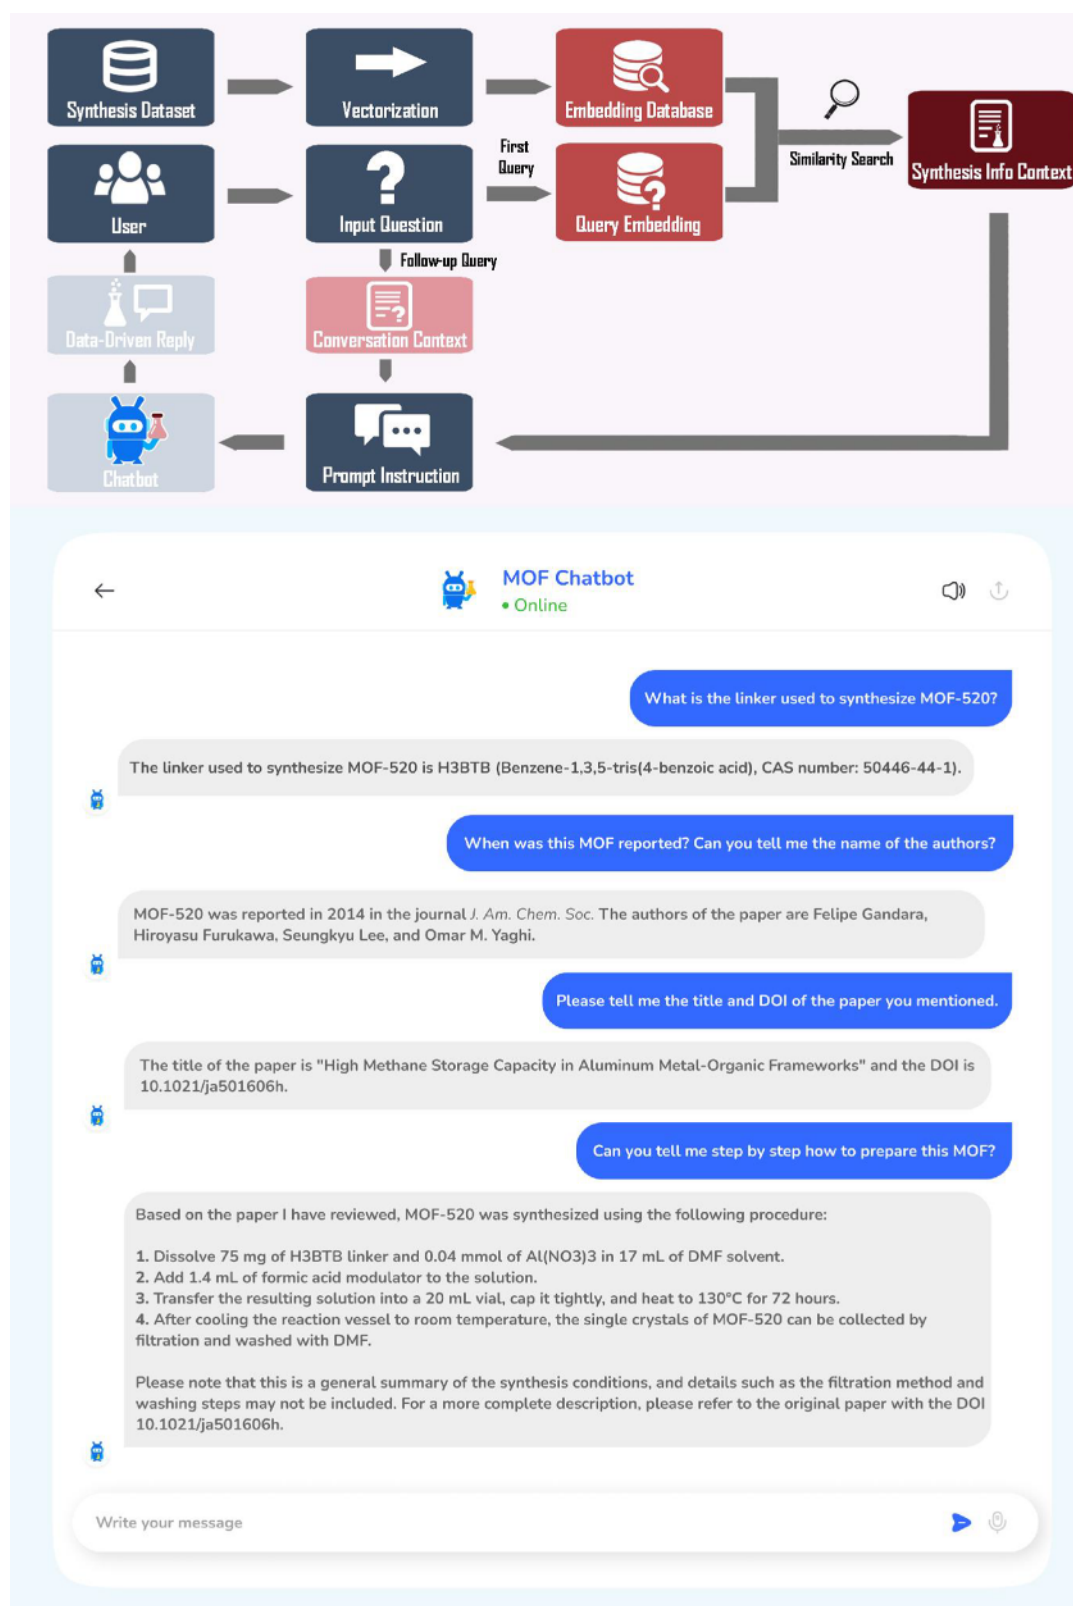 Synthesis Dataset
Vectorization
Embedding Database
Similarity Search
Synthesis Info Context
User
Input Question
First
Query
Query Embedding
Follow-up Query
Data-Driven Reply
Conversation Context
Chatbot
Prompt Instruction
MOF Chatbot
• Online
What is the linker used to synthesize MOF-520?
The linker used to synthesize MOF-520 is H3BTB (Benzene-1,3,5-tris(4-benzoic acid), CAS number: 50446-44-1).
When was this MOF reported? Can you tell me the name of the authors?
MOF-520 was reported in 2014 in the journal J. Am. Chem. Soc. The authors of the paper are Felipe Gandara,
Hiroyasu Furukawa, Seungkyu Lee, and Omar M. Yaghi.
Please tell me the title and DOI of the paper you mentioned.
The title of the paper is "High Methane Storage Capacity in Aluminum Metal-Organic Frameworks" and the DOI is
10.1021/ja501606h.
Can you tell me step by step how to prepare this MOF?
Based on the paper I have reviewed, MOF-520 was synthesized using the following procedure:
1. Dissolve 75 mg of H3BTB linker and 0.04 mmol of Al(NO3)3 in 17 mL of DMF solvent.
2. Add 1.4 mL of formic acid modulator to the solution.
3. Transfer the resulting solution into a 20 mL vial, cap it tightly, and heat to 130°C for 72 hours.
4. After cooling the reaction vessel to room temperature, the single crystals of MOF-520 can be collected by
filtration and washed with DMF.
Please note that this is a general summary of the synthesis conditions, and details such as the filtration method and
washing steps may not be included. For a more complete description, please refer to the original paper with the DOI
10.1021/ja501606h.
Write your message